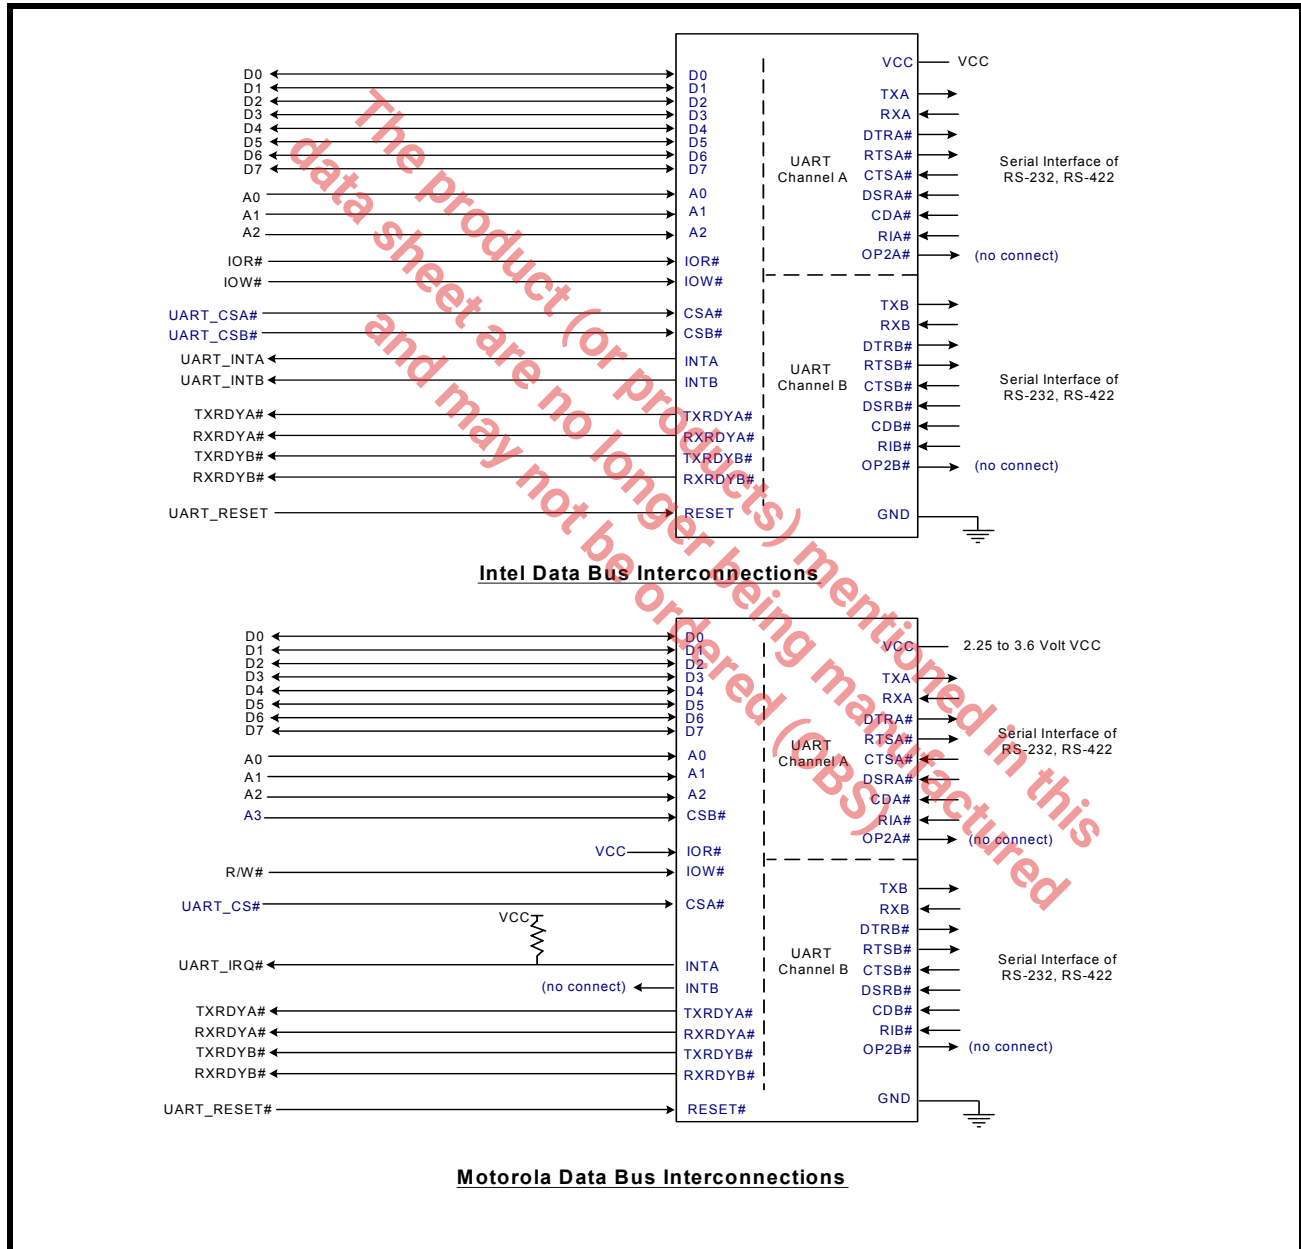 D0 D0
D1 D1
D2 D2
D3 D3
D4 D4
D5 D5
D6 D6
D7 D7
A0 A0
A1 A1
A2 A2
IOR# IOR#
IOW# IOW#
UART_CSA# CSA#
UART_CSB# CSB#
UART_INTA INTA
UART_INTB INTB
TXRDYA# TXRDYA#
RXRDYA# RXRDYA#
TXRDYB# TXRDYB#
RXRDYB# RXRDYB#
UART_RESET RESET
UART
Channel A
UART
Channel B
VCC VCC
TXA
RXA
DTRA#
RTSA#
CTSA#
DSRA#
CDA#
RIA#
OP2A# (no connect)
Serial Interface of
RS-232, RS-422
TXB
RXB
DTRB#
RTSB#
CTSB#
DSRB#
CDB#
RIB#
OP2B# (no connect)
Serial Interface of
RS-232, RS-422
GND
Intel Data Bus Interconnections
D0 D0
D1 D1
D2 D2
D3 D3
D4 D4
D5 D5
D6 D6
D7 D7
A0 A0
A1 A1
A2 A2
A3 CSB#
VCC IOR#
R/W# IOW#
UART_CS# CSA#
VCC
UART_IRQ# INTA
(no connect) INTB
TXRDYA# TXRDYA#
RXRDYA# RXRDYA#
TXRDYB# TXRDYB#
RXRDYB# RXRDYB#
UART_RESET# RESET#
UART
Channel A
UART
Channel B
VCC 2.25 to 3.6 Volt VCC
TXA
RXA
DTRA#
RTSA#
CTSA#
DSRA#
CDA#
RIA#
OP2A# (no connect)
Serial Interface of
RS-232, RS-422
TXB
RXB
DTRB#
RTSB#
CTSB#
DSRB#
CDB#
RIB#
OP2B# (no connect)
Serial Interface of
RS-232, RS-422
GND
Motorola Data Bus Interconnections
The product (or products) mentioned in this
data sheet are no longer being manufactured
and may not be ordered (OBS)